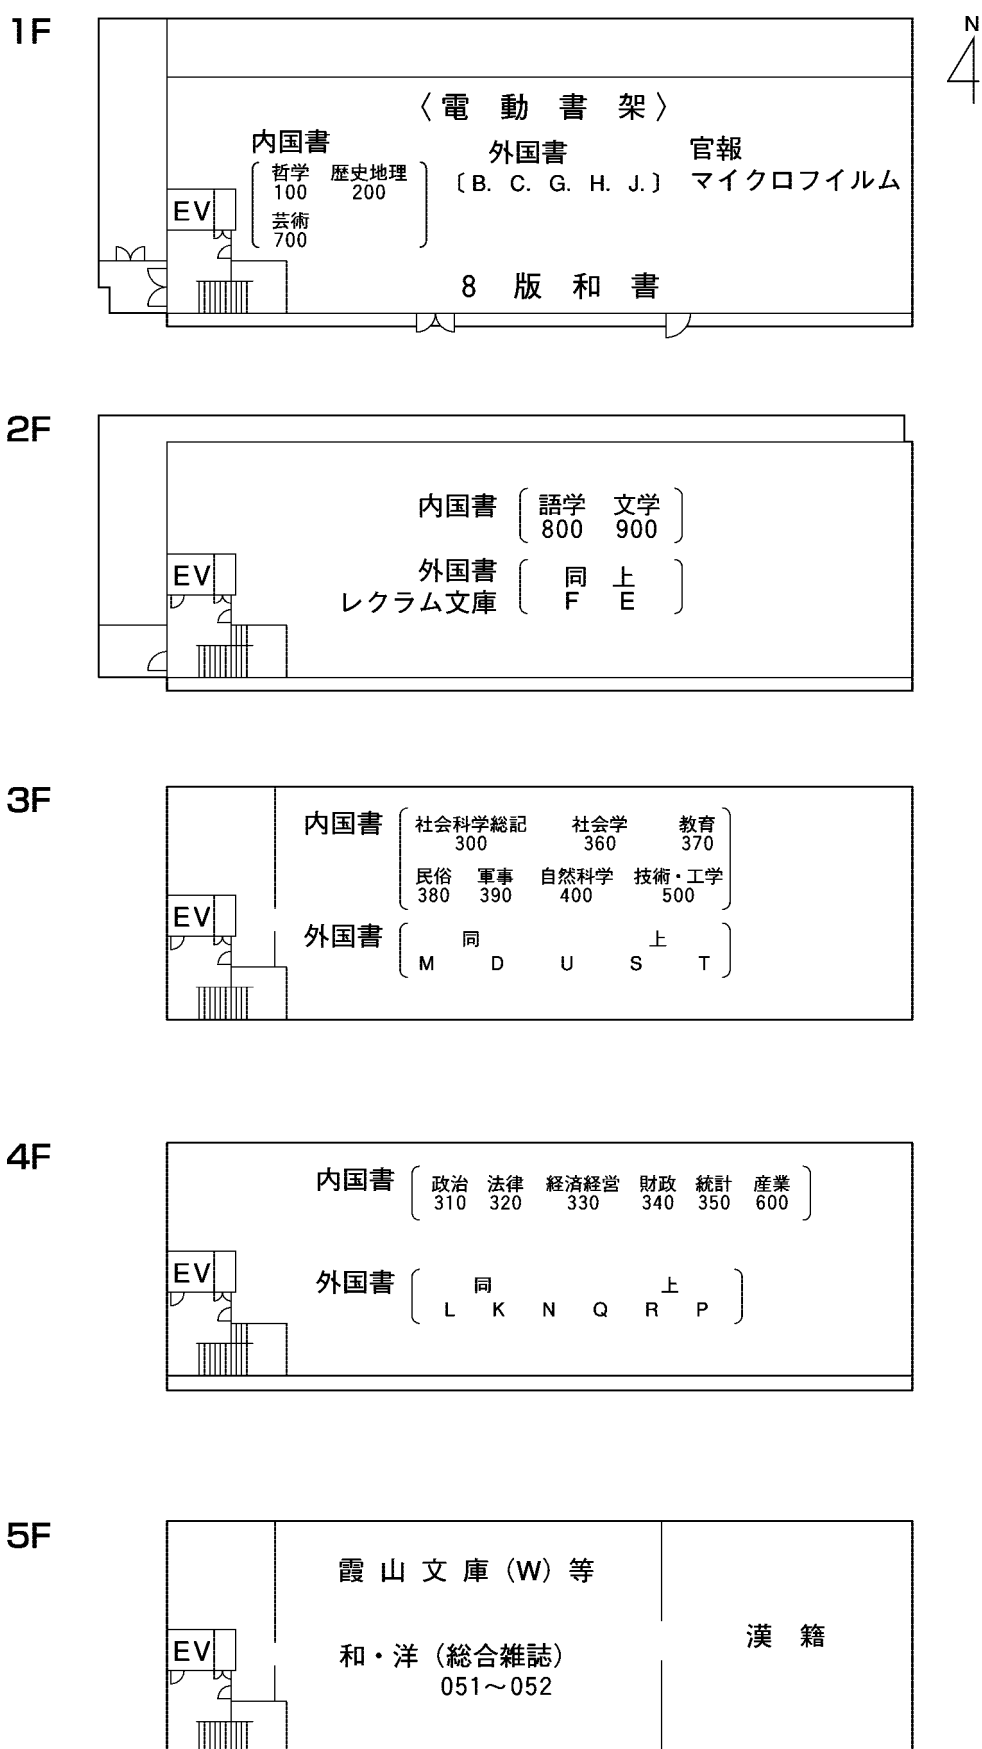 1F
N
〈電動書架〉
内国書
哲学 歴史地理
100 200
芸術
700
外国書
〔B. C. G. H. J.〕
官報
マイクロフイルム
EV
8版和書
2F
内国書 語学 文学
800 900
外国書 同上
レクラム文庫 F E
EV
3F
内国書 社会科学総記 社会学 教育
300 360 370
民俗 軍事 自然科学 技術・工学
380 390 400 500
EV
外国書 同上
M D U S T
4F
内国書 政治 法律 経済経営 財政 統計 産業
310 320 330 340 350 600
EV
外国書 同上
L K N Q R P
5F
霞山文庫(W)等
漢籍
EV
和・洋(総合雑誌)
051～052